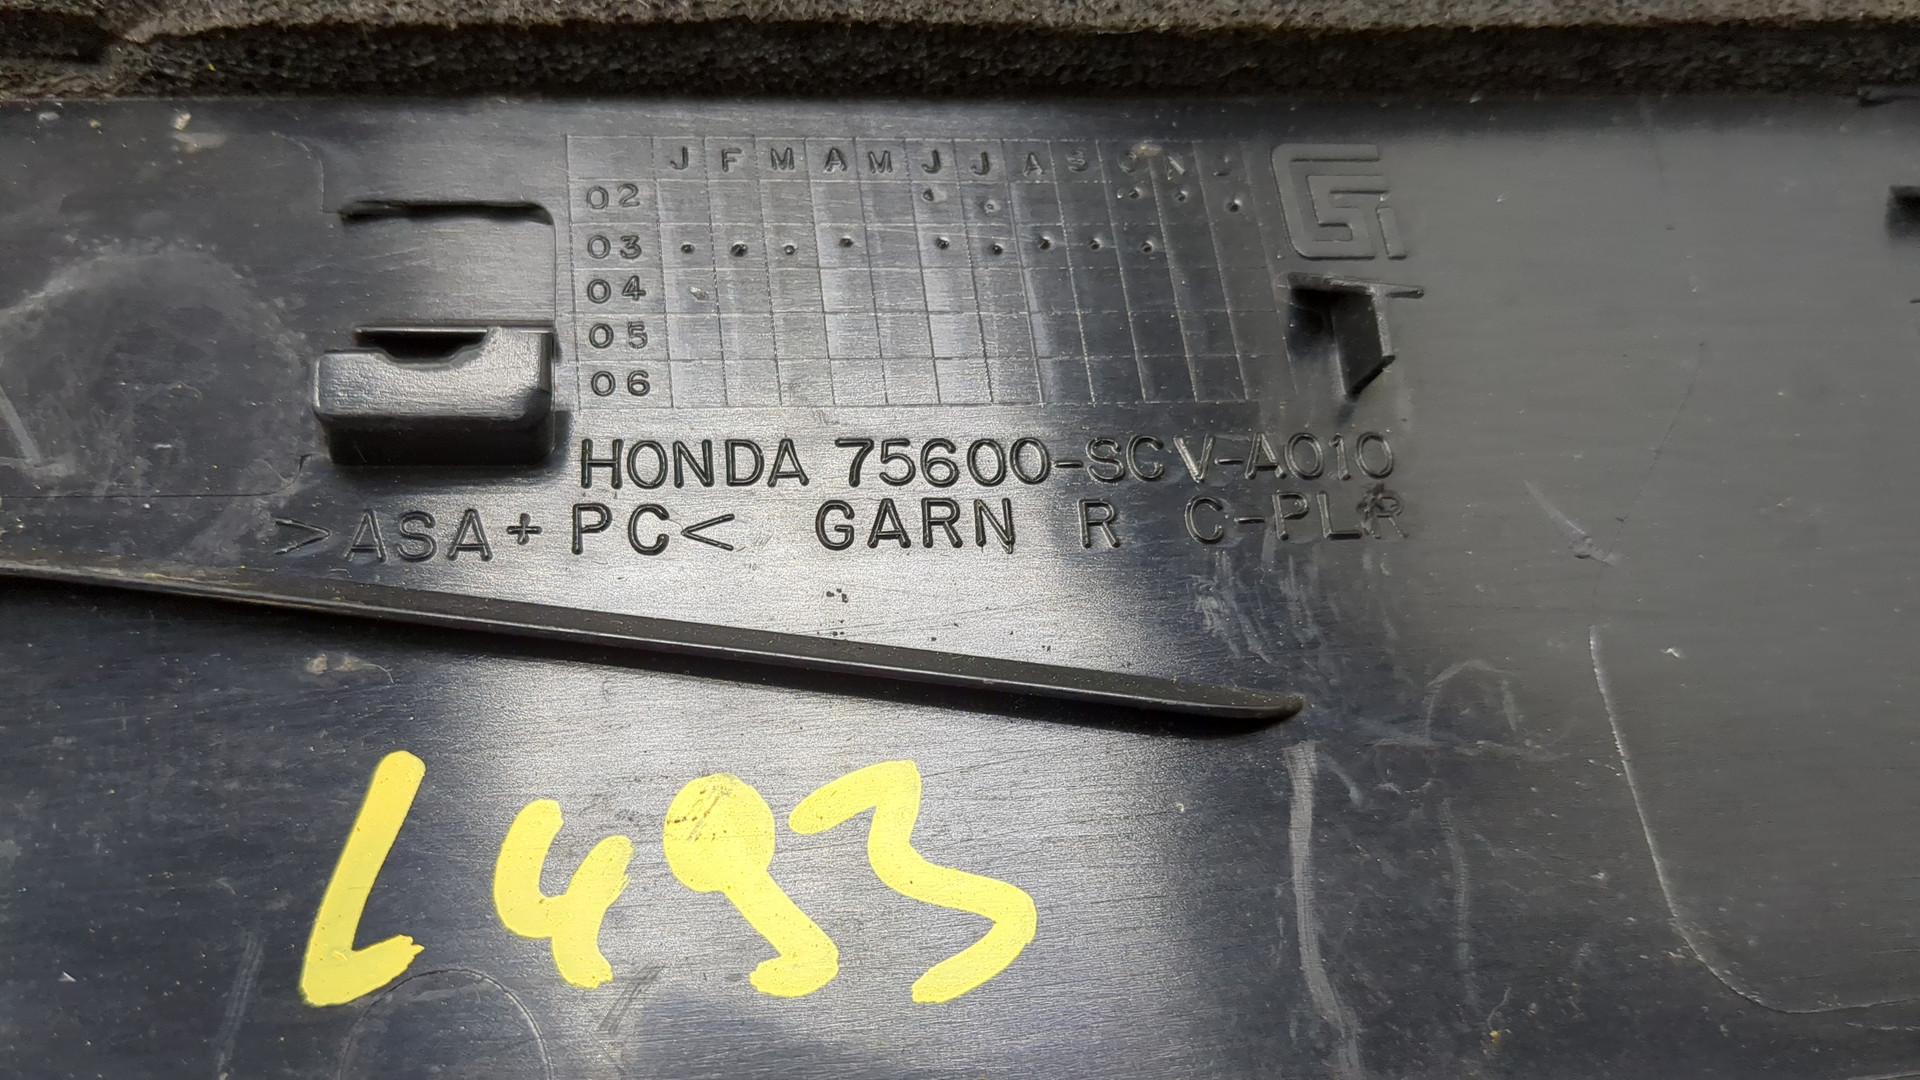 J F M A M J J A S O N
02
03
04
05
06
HONDA 75600-SCV-A010
>ASA+PC< GARN R C-PLR
L493